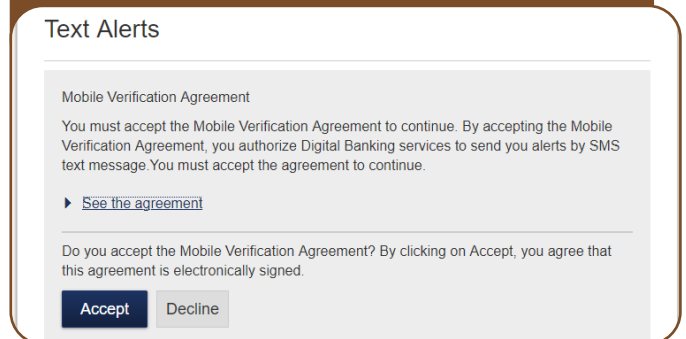 Text Alerts
Mobile Verification Agreement
You must accept the Mobile Verification Agreement to continue. By accepting the Mobile
Verification Agreement, you authorize Digital Banking services to send you alerts by SMS
text message.You must accept the agreement to continue.
See the agreement
Do you accept the Mobile Verification Agreement? By clicking on Accept, you agree that
this agreement is electronically signed.
Accept Decline